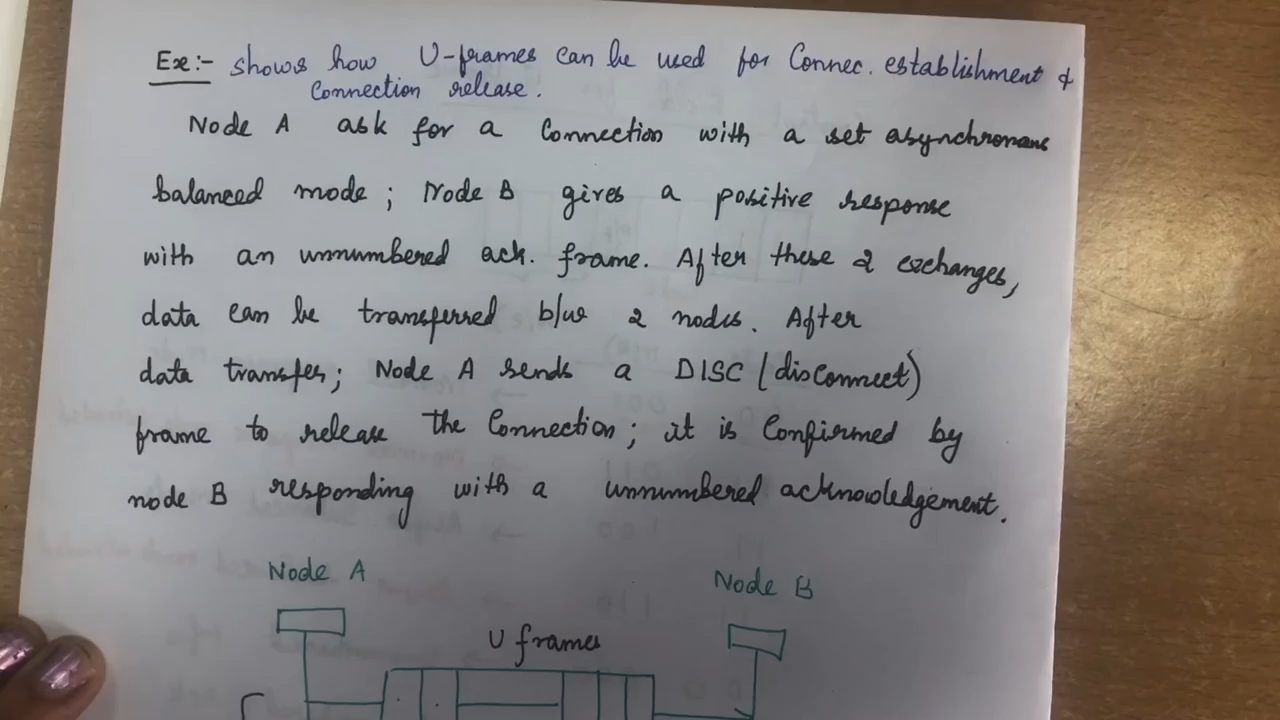 Ex:- shows how U-frames can be used for Connec. establishment &
Connection release.
Node A ask for a Connection with a set asynchronous
balanced mode; Node B gives a positive response
with an unnumbered ack. frame. After these 2 exchanges,
data can be transferred b/w 2 nodes. After
data transfer; Node A sends a DISC (disconnect)
frame to release the Connection; it is Confirmed by
node B responding with a unnumbered acknowledgement.
Node A
Node B
U frames